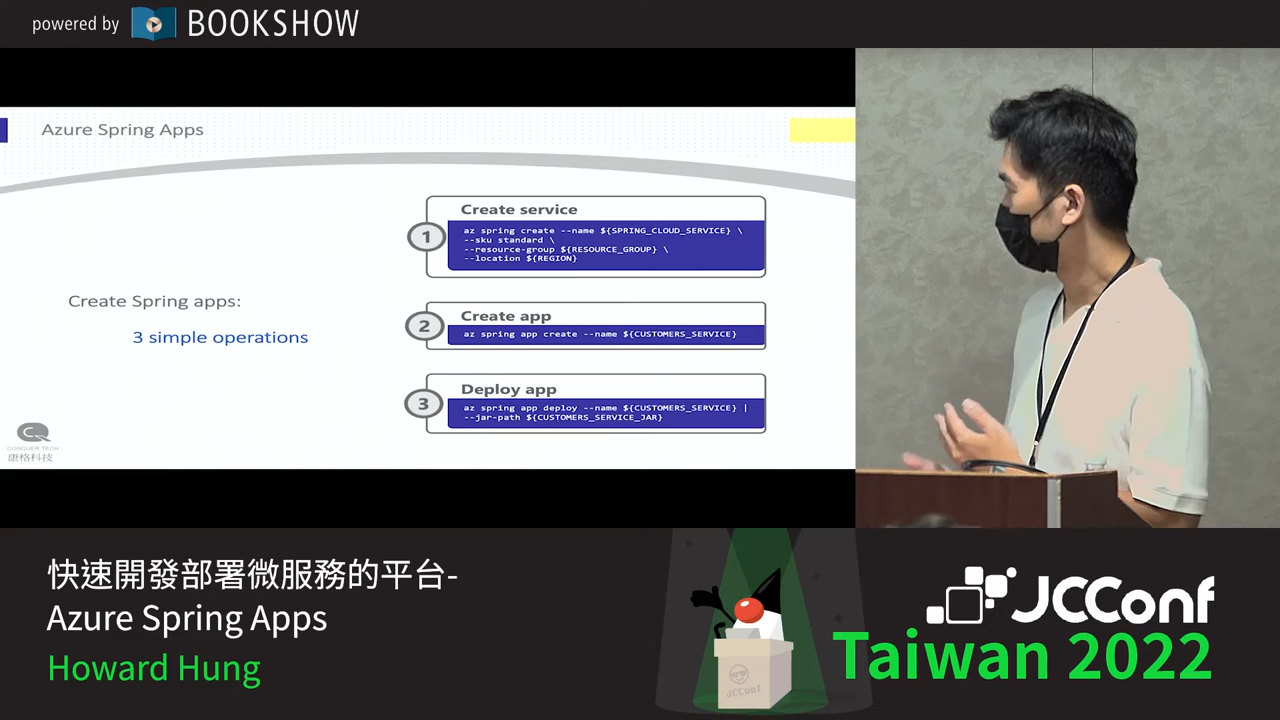 powered by BOOKSHOW
Azure Spring Apps
Create Spring apps:
3 simple operations
1
Create service
az spring create --name ${SPRING_CLOUD_SERVICE} \
--sku standard \
--resource-group ${RESOURCE_GROUP} \
--location ${REGION}
2
Create app
az spring app create --name ${CUSTOMERS_SERVICE}
3
Deploy app
az spring app deploy --name ${CUSTOMERS_SERVICE} |
--jar-path ${CUSTOMERS_SERVICE_JAR}
CONQUER TECH
康格科技
快速開發部署微服務的平台-
Azure Spring Apps
Howard Hung
JCConf
JCConf
Taiwan 2022